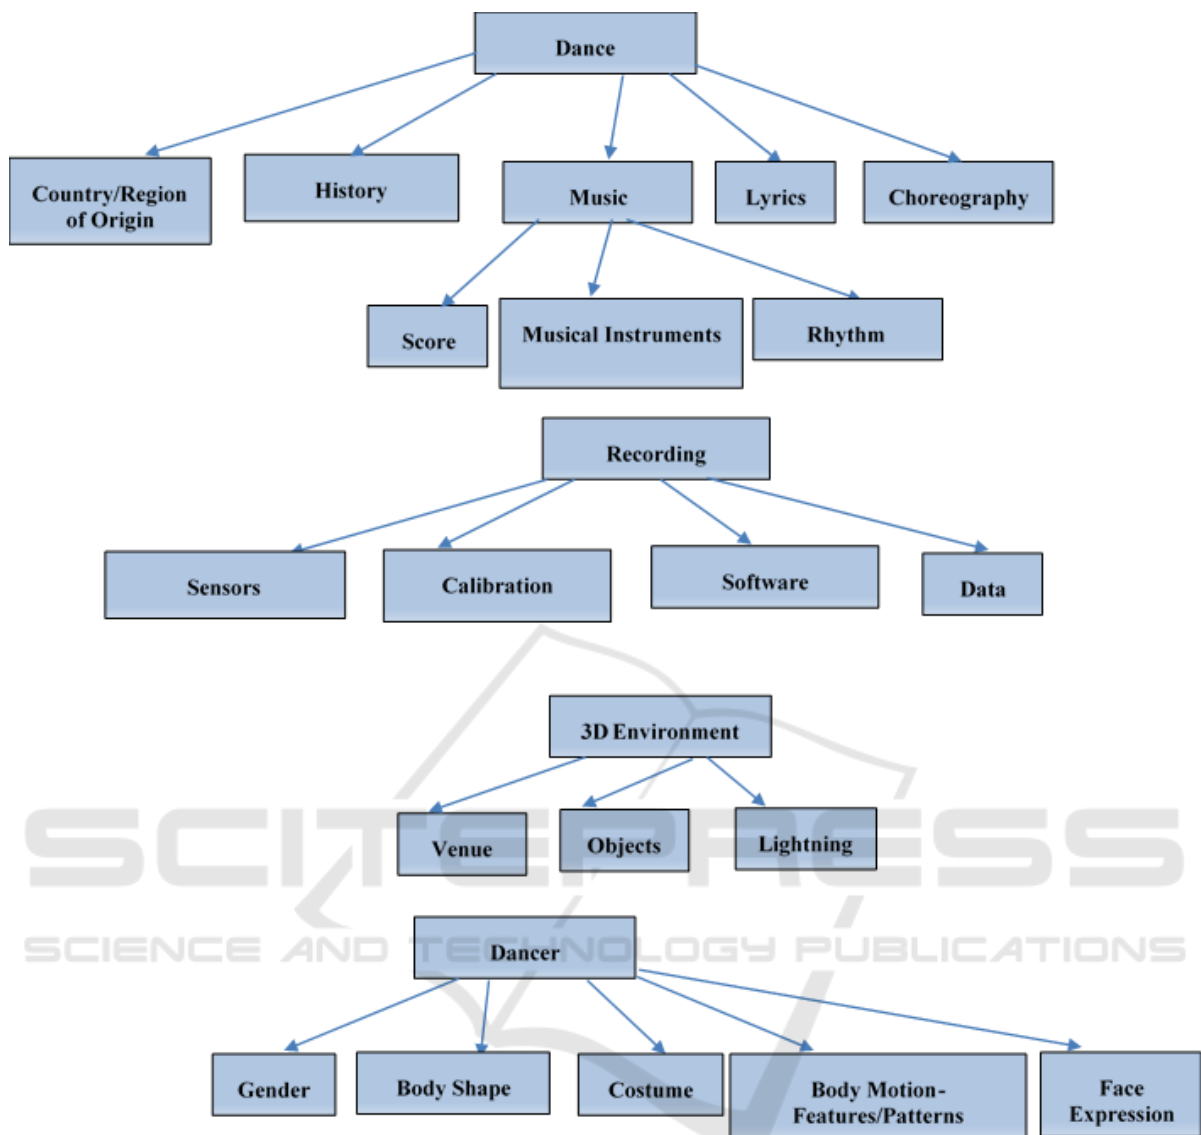 Dance
Country/Region
of Origin
History
Music
Lyrics
Choreography
Score
Musical Instruments
Rhythm
Recording
Sensors
Calibration
Software
Data
3D Environment
Venue
Objects
Lightning
SCITEPRESS
SCIENCE AND TECHNOLOGY PUBLICATIONS
Dancer
Gender
Body Shape
Costume
Body Motion-
Features/Patterns
Face
Expression